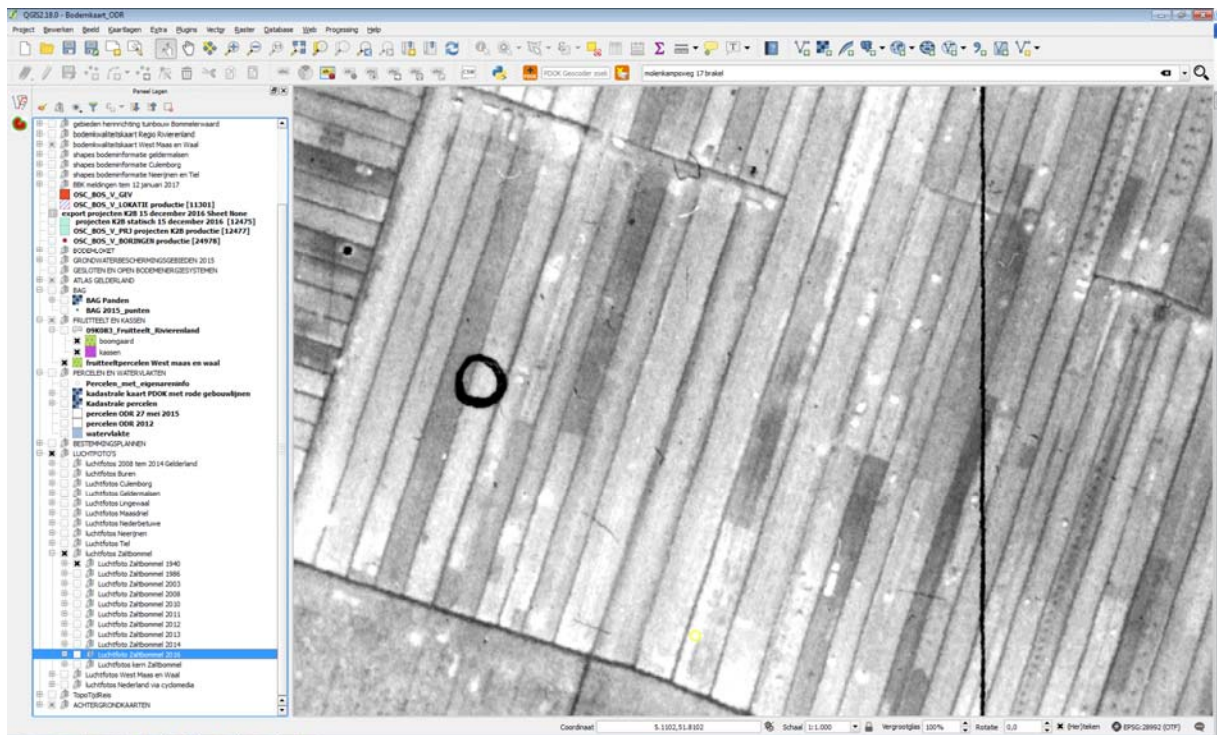 QGIS2.18.0 - Bodemkaart_ODR
Project Bewerken Beeld Kaartlagen Extra Plugins Vector Raster Database Web Progressing Help
PDOK Geocoder zoek molenkampsweg 17 brakel
Paneel Lagen
gebieden herinrichting tuinbouw Bommelerwaard
bodemkwaliteitskaart Regio Rivierenland
bodemkwaliteitskaart West Maas en Waal
shapes bodeminformatie geldermalsen
shapes bodeminformatie Culemborg
shapes bodeminformatie Neerijnen en Tiel
BBK meldingen tem 12 januari 2017
OSC_BOS_V_GEV
OSC_BOS_V_LOKATIE productie [11301]
export projecten K2B 15 december 2016 Sheet None
projecten K2B statisch 15 december 2016 [12475]
OSC_BOS_V_PRJ projecten K2B productie [12477]
OSC_BOS_V_BORINGEN productie [24978]
BODEMLOKET
GRONDWATERBESCHERMINGSGEBIEDEN 2015
GESLOTEN EN OPEN BODEMENERGIESYSTEMEN
ATLAS GELDERLAND
BAG
BAG Panden
BAG 2015_punten
FRUITTEELT EN KASSEN
09K083_Fruitteelt_Rivierenland
boomgaard
kassen
fruitteeltpercelen West maas en waal
PERCELEN EN WATERVLAKTEN
Percelen_met_eigenareninfo
kadastrale kaart PDOK met rode gebouwlijnen
Kadastrale percelen
percelen ODR 27 mei 2015
percelen ODR 2012
watervlakte
BESTEMMINGSPLANNEN
LUCHTFOTO'S
luchtfotos 2008 tem 2014 Gelderland
luchtfotos Buren
Luchtfotos Culemborg
Luchtfotos Geldermalsen
Luchtfotos Lingewaal
Luchtfotos Maasdriel
Luchtfotos Nederbetuwe
Luchtfotos Neerijnen
Luchtfotos Tiel
luchtfotos Zaltbommel
Luchtfoto Zaltbommel 1940
Luchtfoto Zaltbommel 1986
Luchtfoto Zaltbommel 2003
Luchtfoto Zaltbommel 2008
Luchtfoto Zaltbommel 2010
Luchtfoto Zaltbommel 2011
Luchtfoto Zaltbommel 2012
Luchtfoto Zaltbommel 2013
Luchtfoto Zaltbommel 2014
Luchtfoto Zaltbommel 2016
Luchtfotos kern Zaltbommel
Luchtfotos West Maas en Waal
luchtfotos Nederland via cyclomedia
TopoTijdReis
ACHTERGRONDKAARTEN
Coordinaat 5.1102,51.8102 Schaal 1:1.000 Vergrootglas 100% Rotatie 0,0 (Her)teken EPSG:28992 (OTF)